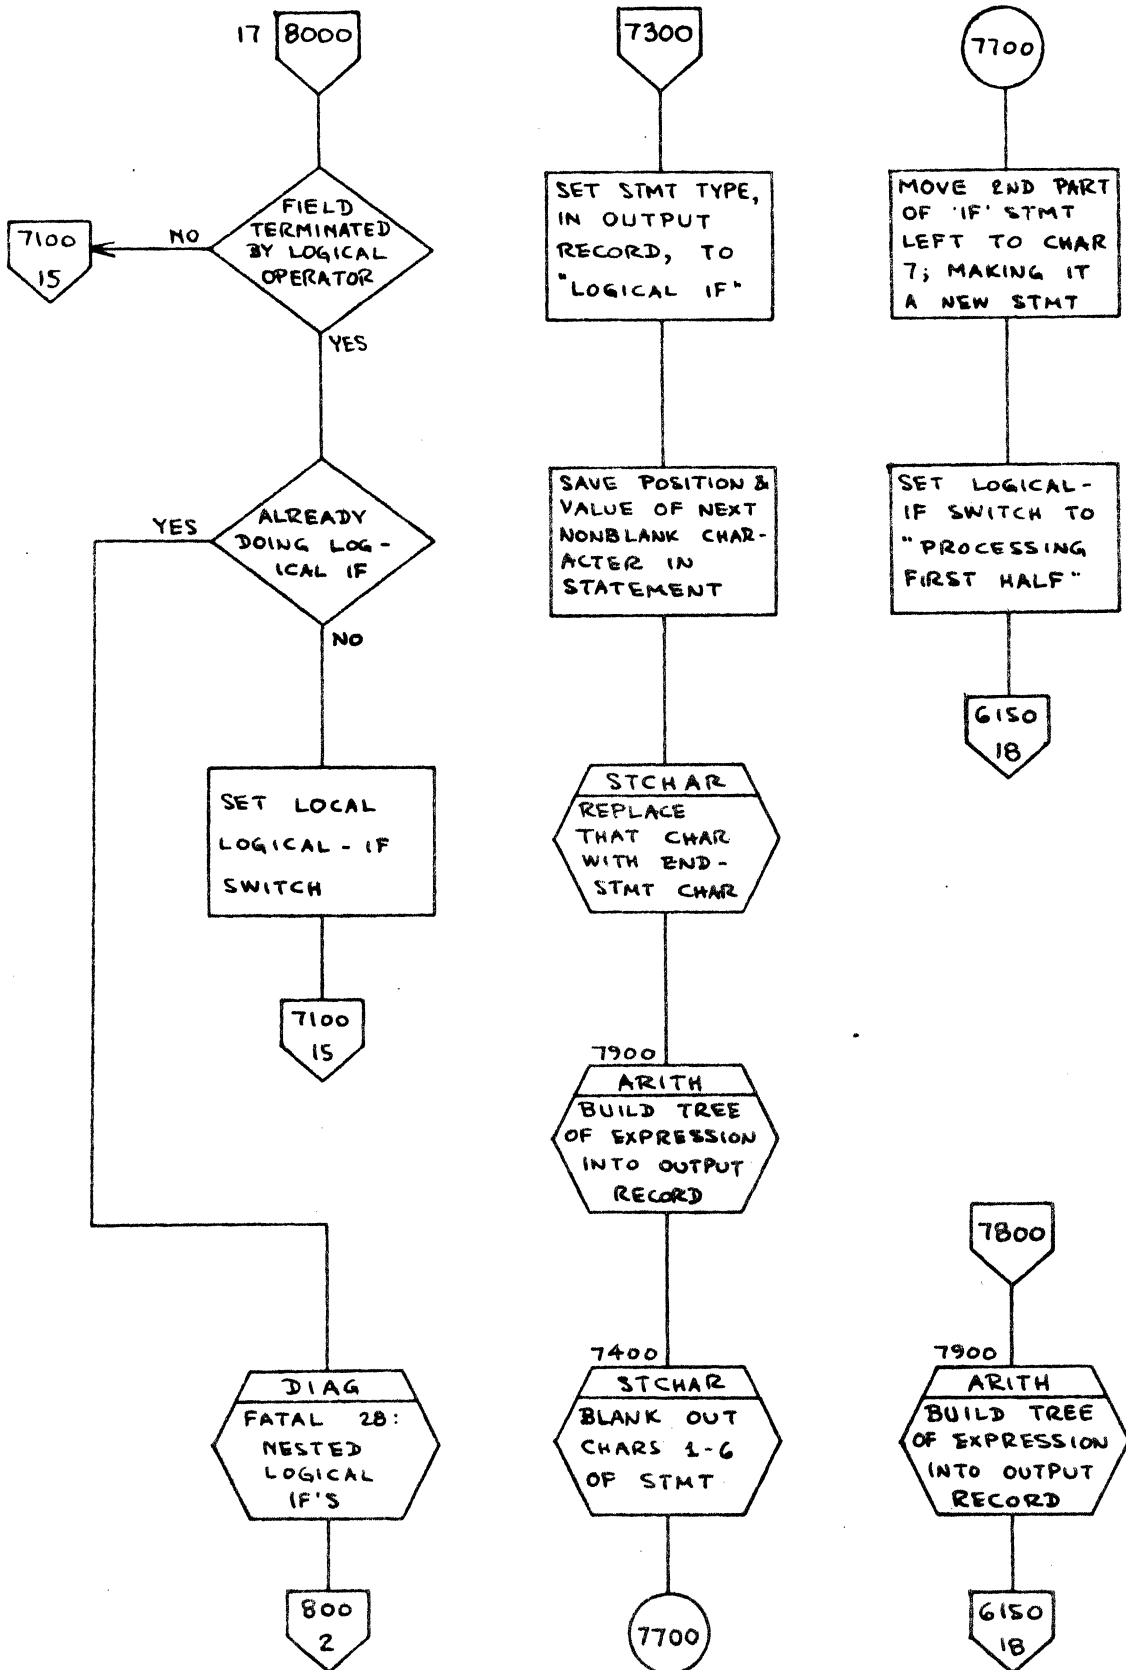 17 8000
FIELD
TERMINATED
BY LOGICAL
OPERATOR
NO
7100
15
YES
ALREADY
DOING LOG-
ICAL IF
YES
NO
SET LOCAL
LOGICAL-IF
SWITCH
7100
15
DIAG
FATAL 28:
NESTED
LOGICAL
IF'S
800
2
7300
SET STMT TYPE,
IN OUTPUT
RECORD, TO
"LOGICAL IF"
SAVE POSITION &
VALUE OF NEXT
NONBLANK CHAR-
ACTER IN
STATEMENT
STCHAR
REPLACE
THAT CHAR
WITH END-
STMT CHAR
7900
ARITH
BUILD TREE
OF EXPRESSION
INTO OUTPUT
RECORD
7400
STCHAR
BLANK OUT
CHARS 1-6
OF STMT
7700
7700
MOVE 2ND PART
OF 'IF' STMT
LEFT TO CHAR
7; MAKING IT
A NEW STMT
SET LOGICAL-
IF SWITCH TO
"PROCESSING
FIRST HALF"
6150
18
7800
7900
ARITH
BUILD TREE
OF EXPRESSION
INTO OUTPUT
RECORD
6150
18